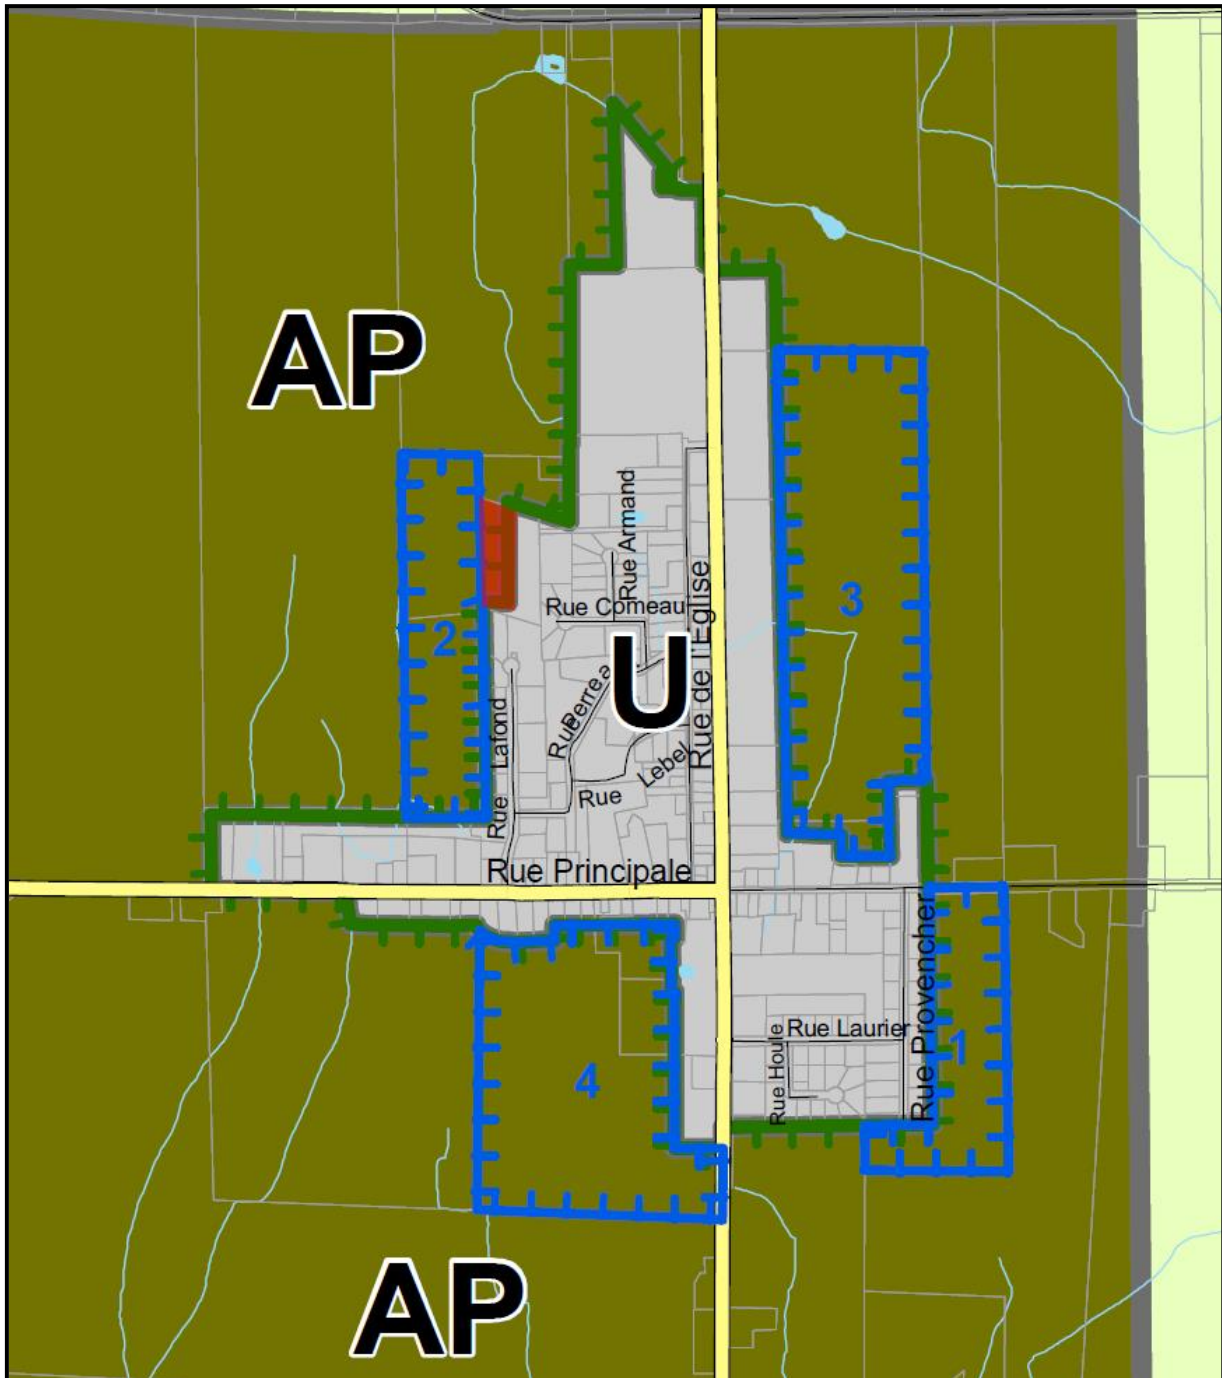 AP
Rue Armand
Rue Comeau
3
2
U
Rue de l'Église
Rue Perrea
Rue Lafond
Rue Lebel
Rue Principale
Rue Provencher
Rue Laurier
Rue Houle
1
4
AP